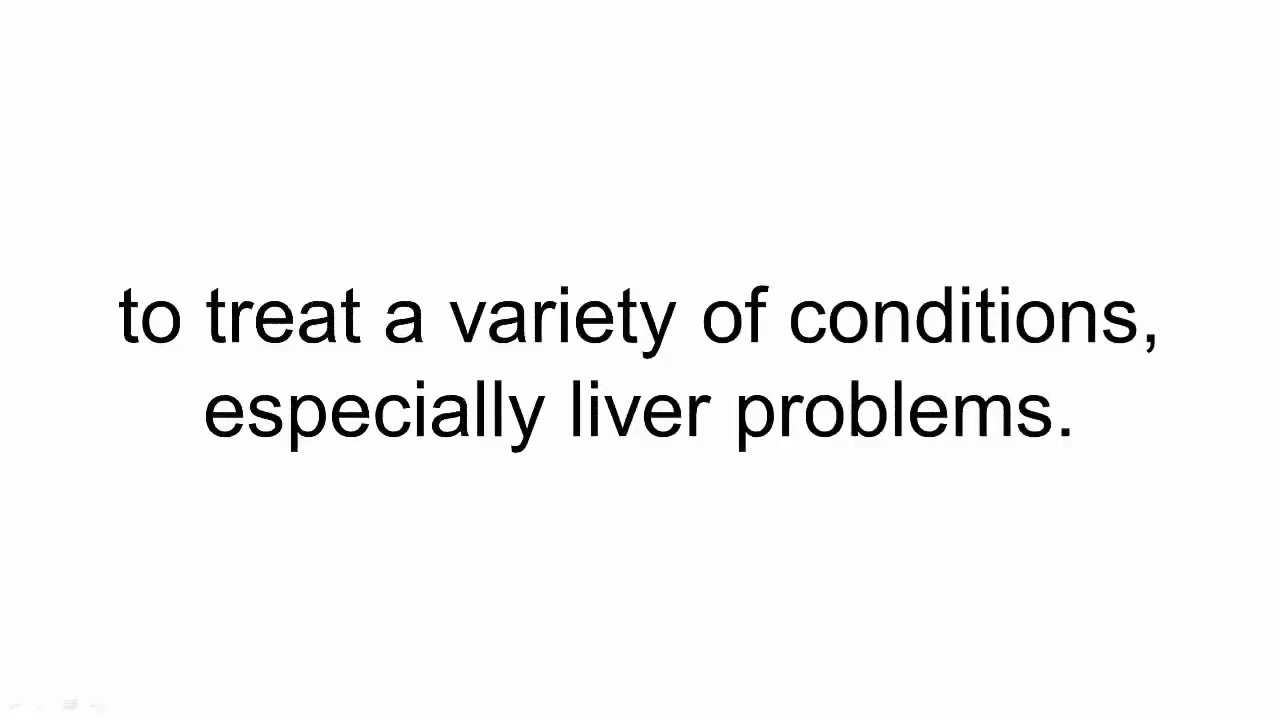 to treat a variety of conditions,
especially liver problems.